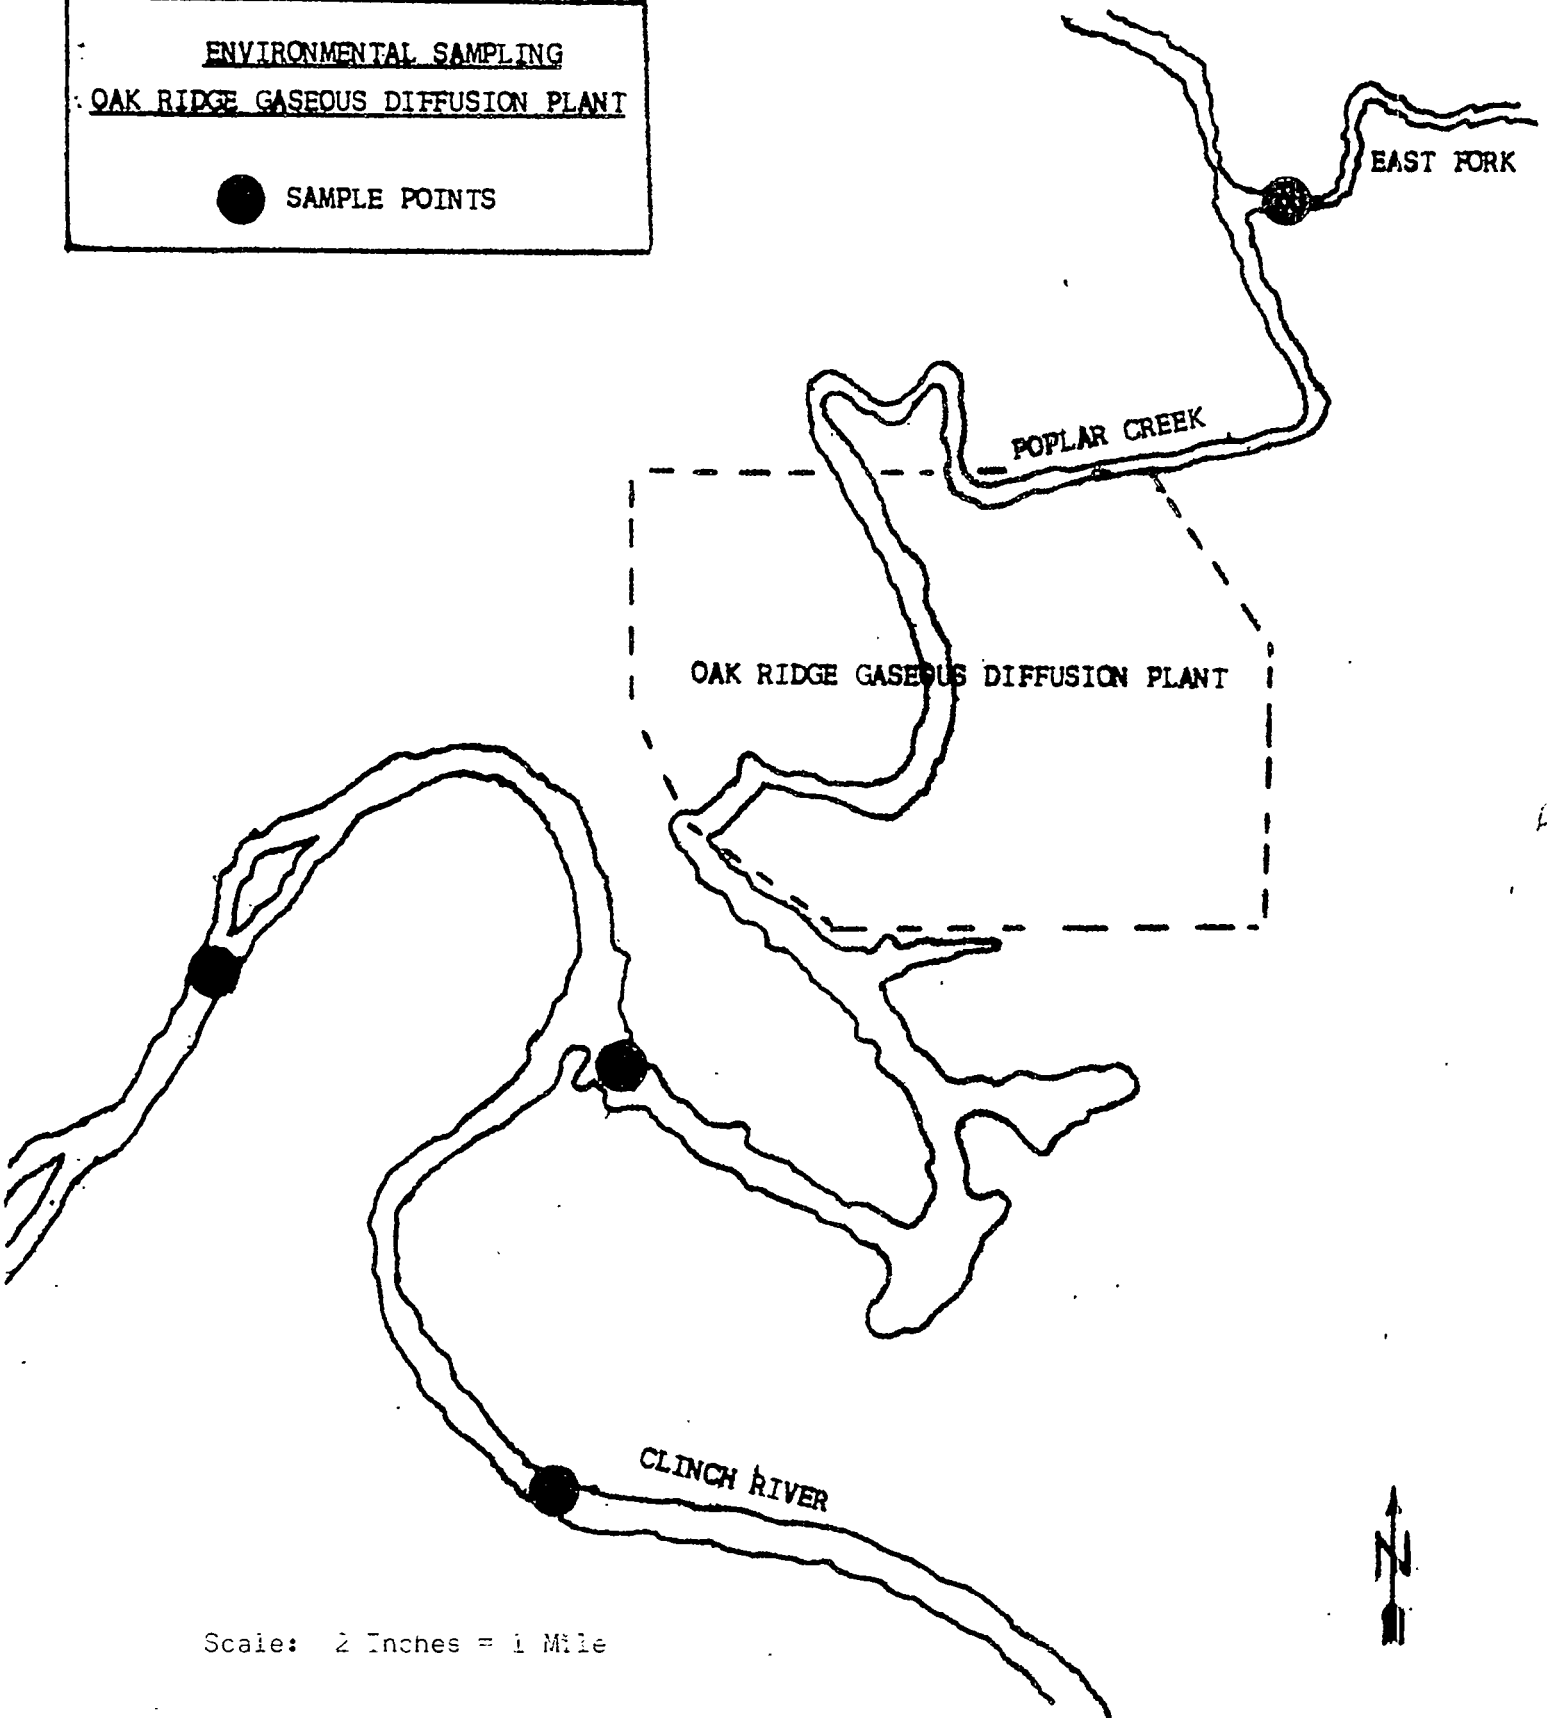 ENVIRONMENTAL SAMPLING
OAK RIDGE GASEOUS DIFFUSION PLANT
SAMPLE POINTS
EAST FORK
POPLAR CREEK
OAK RIDGE GASEOUS DIFFUSION PLANT
CLINCH RIVER
N
Scale: 2 Inches = 1 Mile